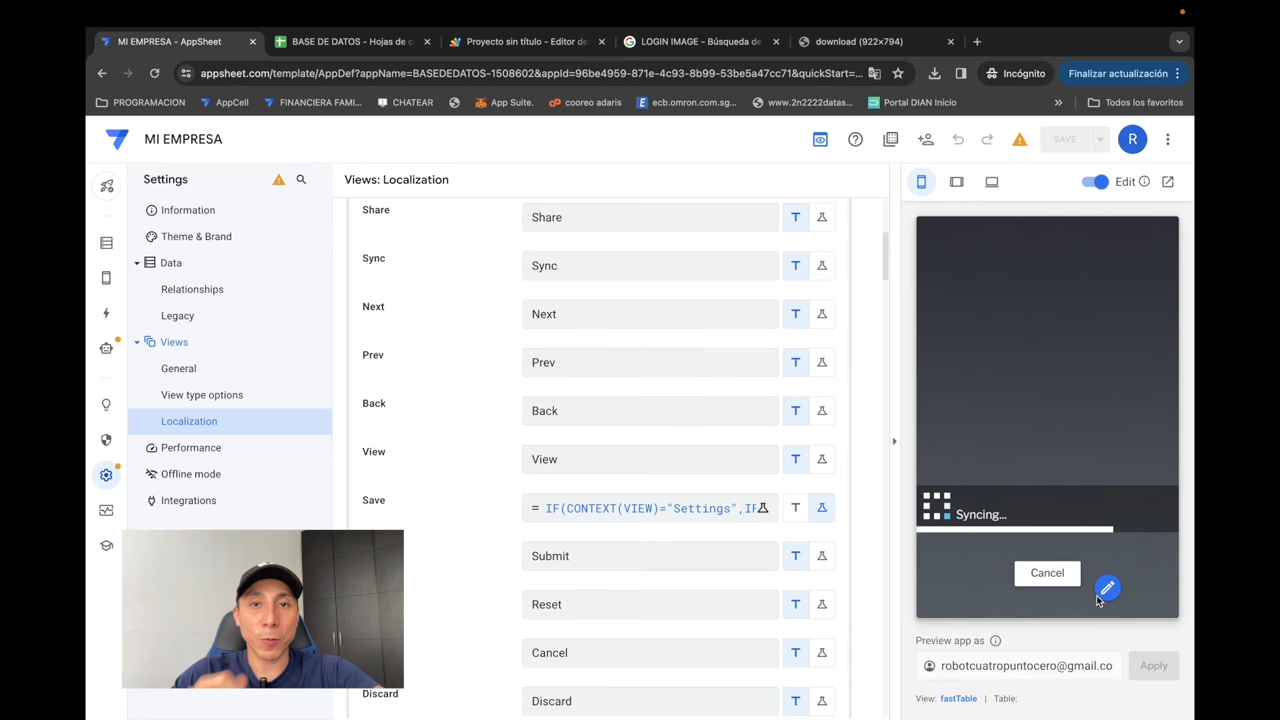 MI EMPRESA - AppSheet
BASE DE DATOS - Hojas de c
Proyecto sin título - Editor de
LOGIN IMAGE - Búsqueda de
download (922×794)
appsheet.com/template/AppDef?appName=BASEDEDATOS-1508602&appId=96be4959-871e-4c93-8b99-53be5a47cc71&quickStart=...
Incógnito
Finalizar actualización
PROGRAMACION
AppCell
FINANCIERA FAMI...
CHATEAR
App Suite.
cooreo adaris
ecb.omron.com.sg...
www.2n2222datas...
Portal DIAN Inicio
»
Todos los favoritos
MI EMPRESA
SAVE
R
Settings
Information
Theme & Brand
Data
Relationships
Legacy
Views
General
View type options
Localization
Performance
Offline mode
Integrations
Views: Localization
Share Share
Sync Sync
Next Next
Prev Prev
Back Back
View View
Save = IF(CONTEXT(VIEW)="Settings",IF
Submit
Reset
Cancel
Discard Discard
Edit
Syncing...
Cancel
Preview app as
robotcuatropuntocero@gmail.co
Apply
View: fastTable | Table: